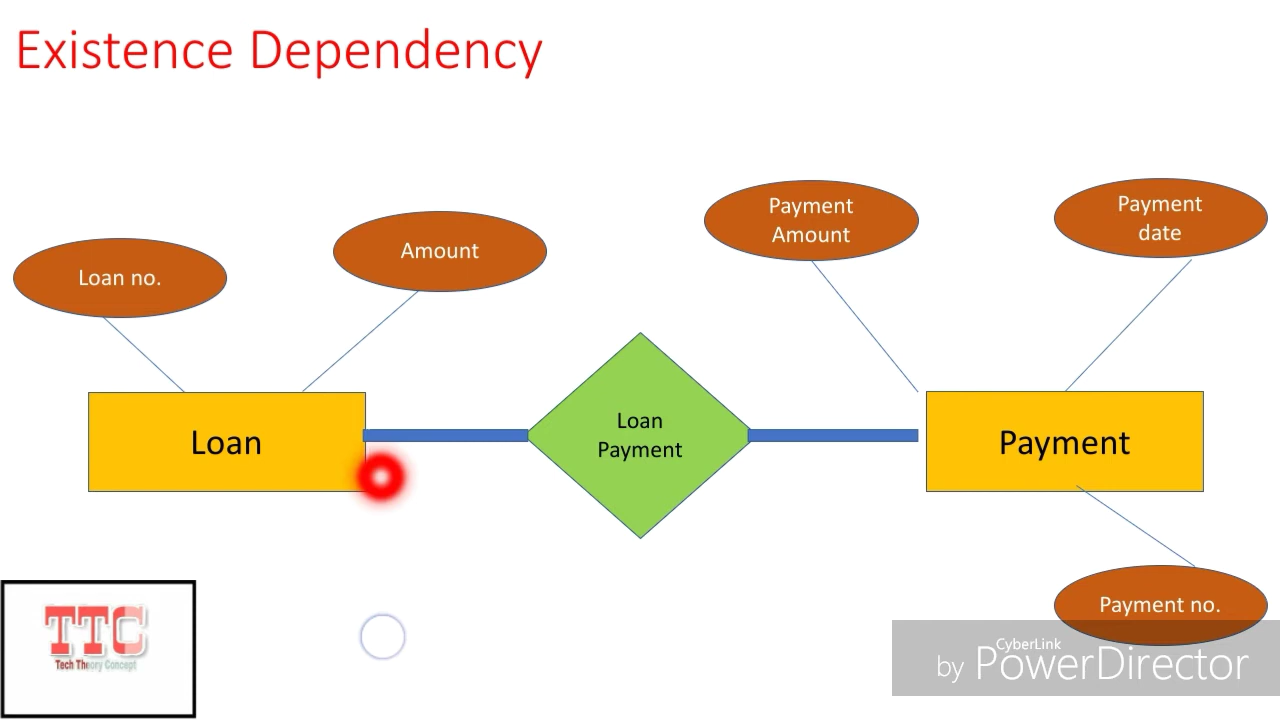 Existence Dependency
Loan no.
Amount
Payment
Amount
Payment
date
Loan
Loan
Payment
Payment
Payment no.
TTC
Tech Theory Concept
CyberLink
by PowerDirector